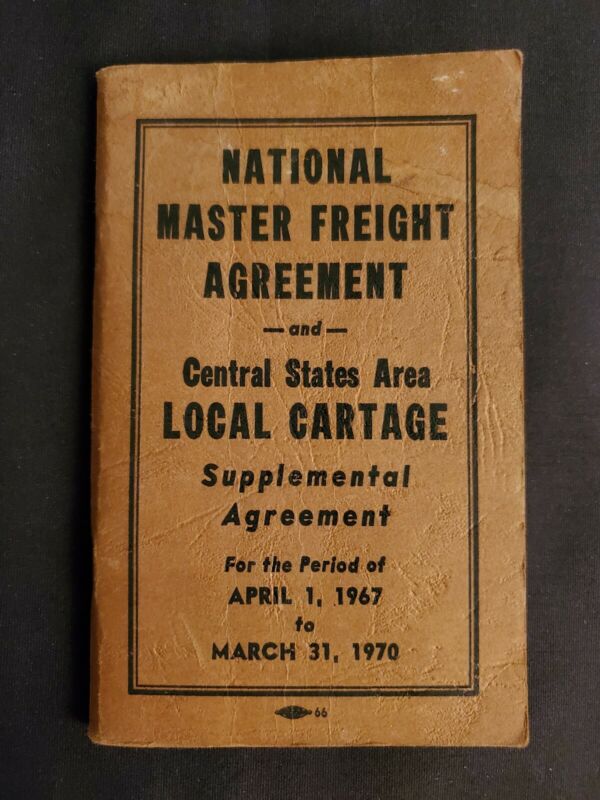 NATIONAL
MASTER FREIGHT
AGREEMENT
—and—
Central States Area
LOCAL CARTAGE
Supplemental
Agreement
For the Period of
APRIL 1, 1967
to
MARCH 31, 1970
66